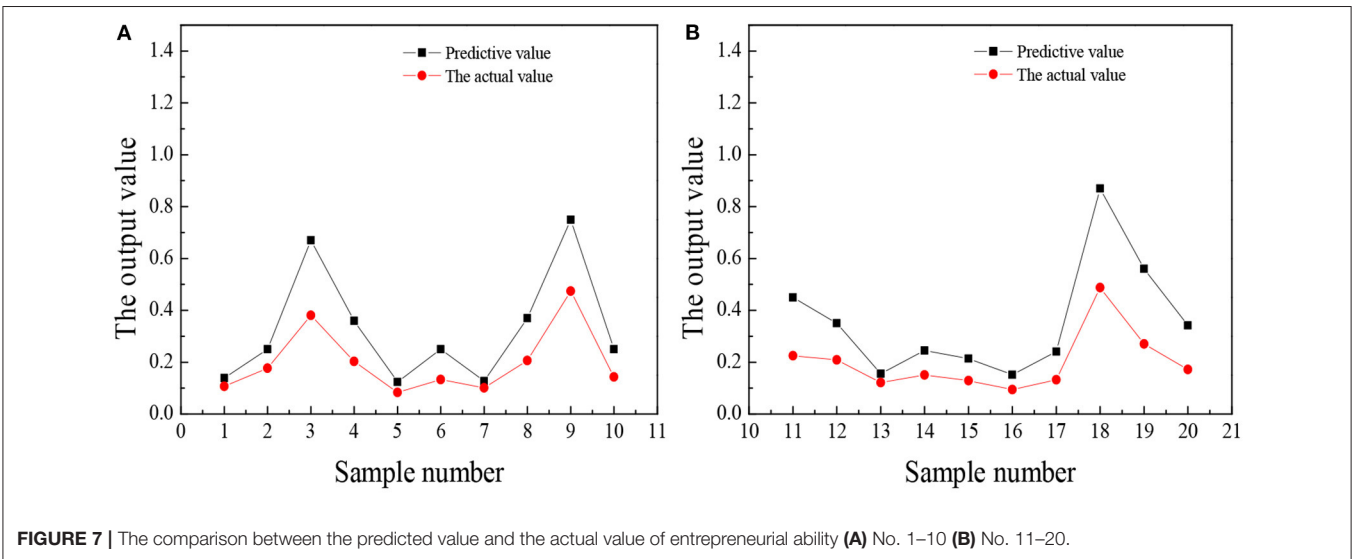 A
1.4
1.2
1.0
0.8
0.6
0.4
0.2
0.0
The output value
Predictive value
The actual value
0 1 2 3 4 5 6 7 8 9 10 11
Sample number
B
1.4
1.2
1.0
0.8
0.6
0.4
0.2
0.0
The output value
Predictive value
The actual value
10 11 12 13 14 15 16 17 18 19 20 21
Sample number
FIGURE 7 | The comparison between the predicted value and the actual value of entrepreneurial ability (A) No. 1–10 (B) No. 11–20.